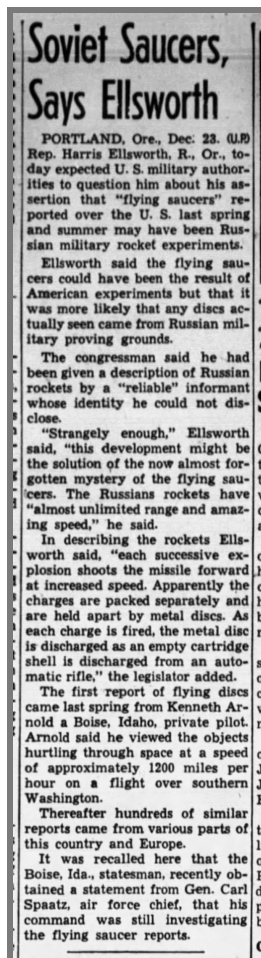 Soviet Saucers,
Says Ellsworth
PORTLAND, Ore., Dec. 23. (U.P.)
Rep. Harris Ellsworth, R., Or., to-
day expected U. S. military author-
ities to question him about his as-
sertion that "flying saucers" re-
ported over the U. S. last spring
and summer may have been Rus-
sian military rocket experiments.
Ellsworth said the flying sau-
cers could have been the result of
American experiments but that it
was more likely that any discs ac-
tually seen came from Russian mil-
itary proving grounds.
The congressman said he had
been given a description of Russian
rockets by a "reliable" informant
whose identity he could not dis-
close.
"Strangely enough," Ellsworth
said, "this development might be
the solution of the now almost for-
gotten mystery of the flying sau-
cers. The Russians rockets have
"almost unlimited range and amaz-
ing speed," he said.
In describing the rockets Ells-
worth said, "each successive ex-
plosion shoots the missile forward
at increased speed. Apparently the
charges are packed separately and
are held apart by metal discs. As
each charge is fired, the metal disc
is discharged as an empty cartridge
shell is discharged from an auto-
matic rifle," the legislator added.
The first report of flying discs
came last spring from Kenneth Ar-
nold a Boise, Idaho, private pilot.
Arnold said he viewed the objects
hurtling through space at a speed
of approximately 1200 miles per
hour on a flight over southern
Washington.
Thereafter hundreds of similar
reports came from various parts of
this country and Europe.
It was recalled here that the
Boise, Ida., statesman, recently ob-
tained a statement from Gen. Carl
Spaatz, air force chief, that his
command was still investigating
the flying saucer reports.